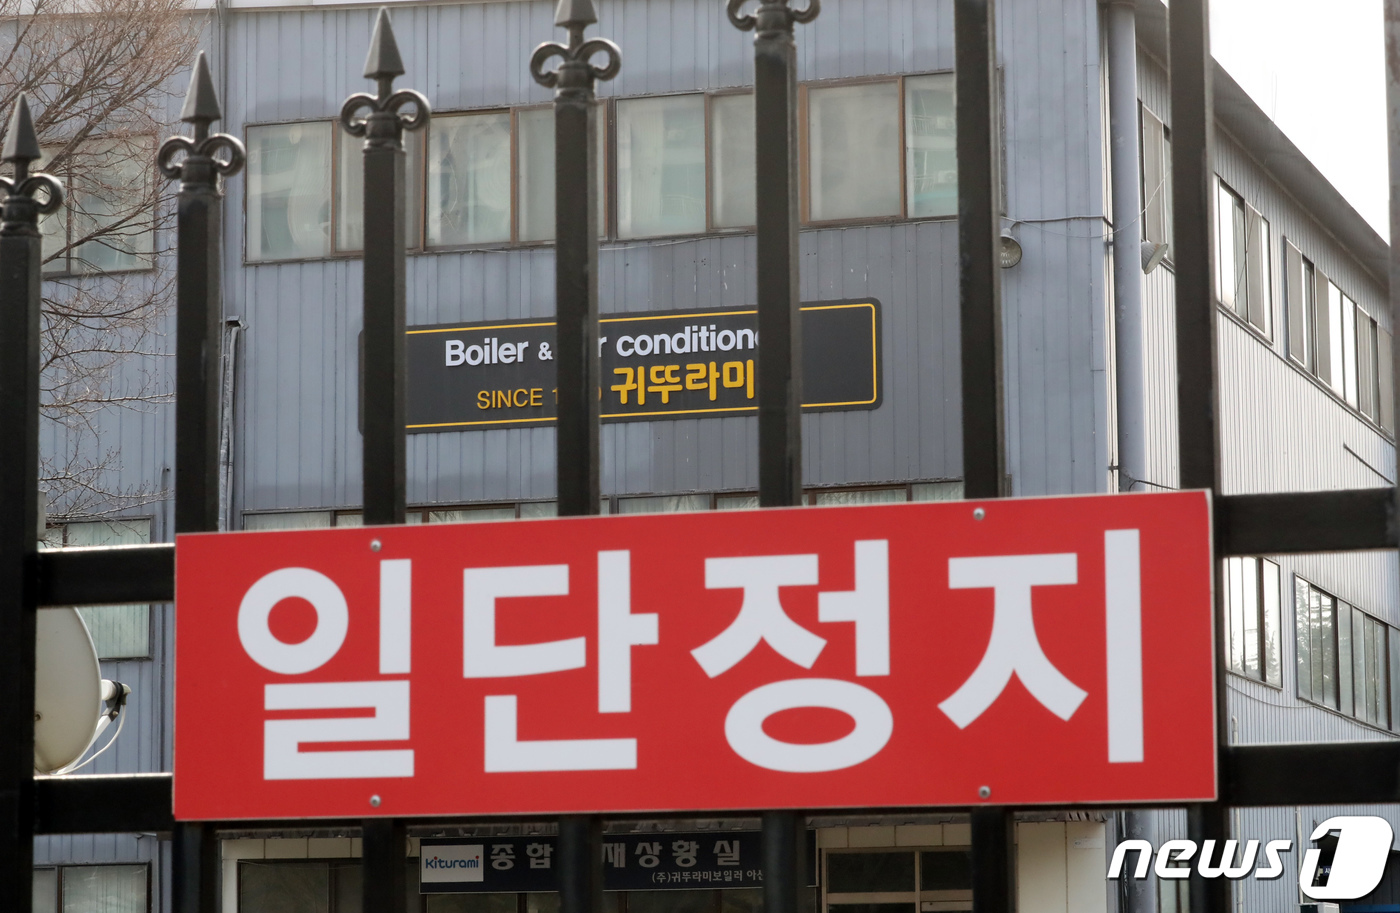 Boiler & conditione
SINCE 귀뚜라미
일단정지
Kiturami 종합 재상황실
(주)귀뚜라미보일러 아산
news1